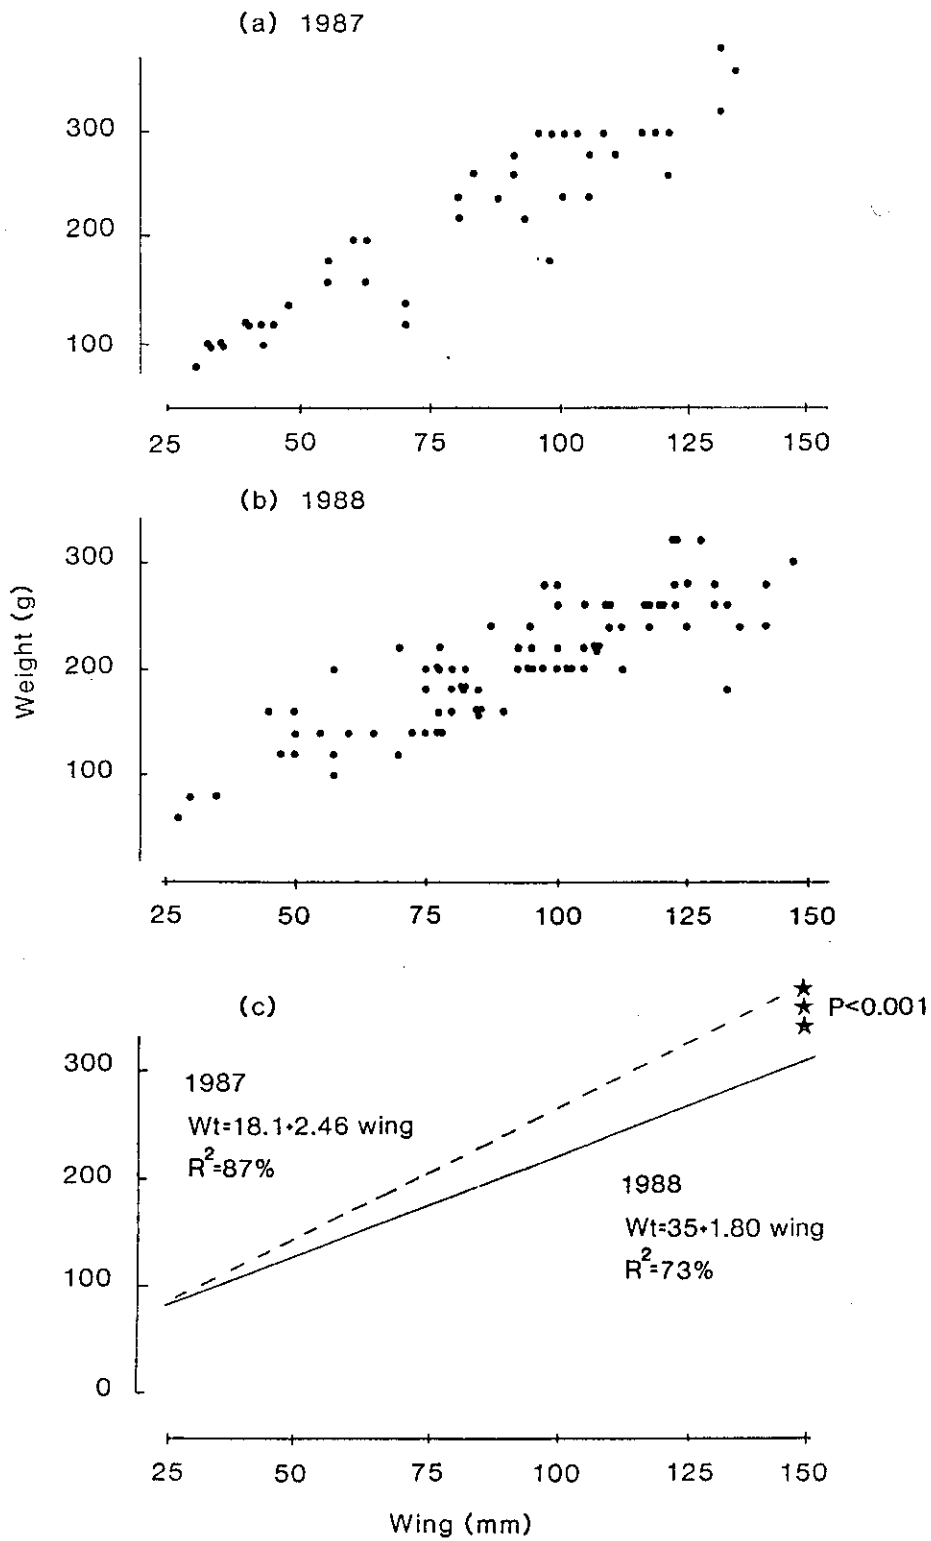 (a) 1987
300
200
100
25 50 75 100 125 150
(b) 1988
300
200
100
25 50 75 100 125 150
Weight (g)
(c)
★
★ P<0.001
★
300
200
100
0
1987
Wt=18.1+2.46 wing
R²=87%
1988
Wt=35+1.80 wing
R²=73%
25 50 75 100 125 150
Wing (mm)